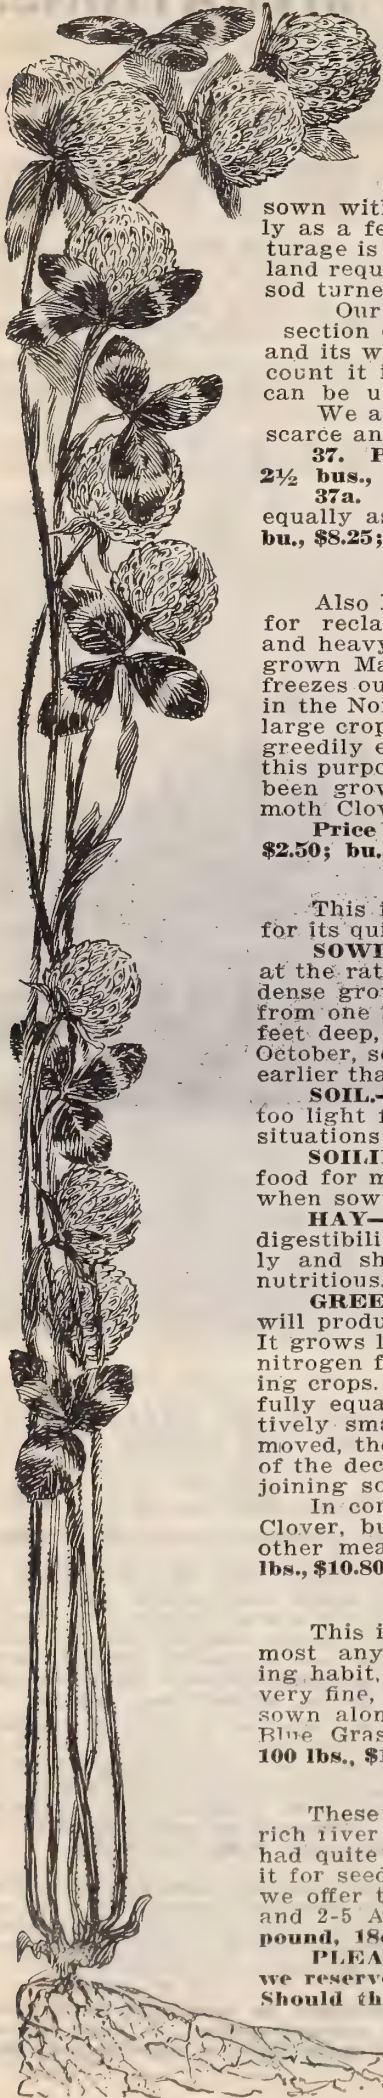 sown with
ly as a fe
turage is
land requ
sod turne
Our
section
and its w
count it i
can be u
We a
scarce an
37. P
2½ bus.,
37a.
equally as
bu., $8.25;
Also
for recla
and heavy
grown Ma
freezes ou
in the No
large crop
greedily e
this purpo
been grov
moth Clov
Price
$2.50; bu.
This f
for its qui
SOWI
at the rat
dense gro
from one
feet deep,
October, s
earlier tha
SOIL.—
too light f
situations
SOILI
food for m
when sow
HAY—
digestibili
ly and sh
nutritious.
GREE
will produ
It grows l
nitrogen f
ing crops.
fully equa
tively sma
moved, the
of the dec
joining so
In con
Clover, bu
other mea
lbs., $10.80
This i
most any
ing habit,
very fine,
sown alon
Blue Gras
100 lbs., $1
These
rich river
had quite
it for seed
we offer t
and 2-5 A
pound, 18
PLEA
we reserv
Should th